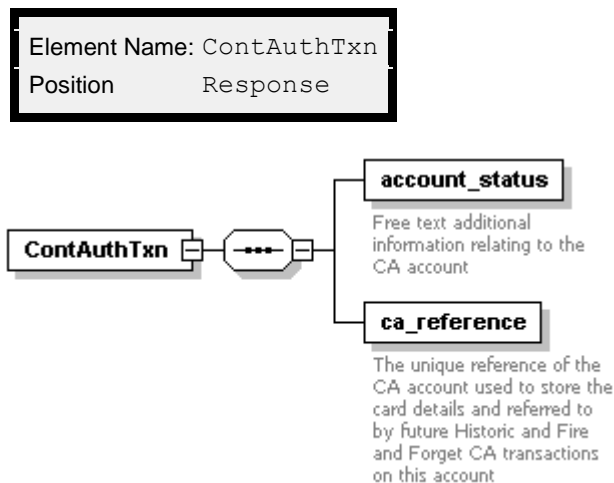 Element Name: ContAuthTxn
Position Response
ContAuthTxn
account_status
Free text additional
information relating to the
CA account
ca_reference
The unique reference of the
CA account used to store the
card details and referred to
by future Historic and Fire
and Forget CA transactions
on this account